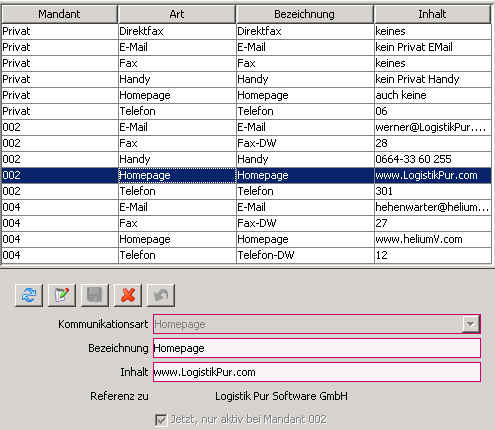 Mandant Art Bezeichnung Inhalt
Privat Direktfax Direktfax keines
Privat E-Mail E-Mail kein Privat EMail
Privat Fax Fax keines
Privat Handy Handy kein Privat Handy
Privat Homepage Homepage auch keine
Privat Telefon Telefon 06
002 E-Mail E-Mail werner@LogistikPur....
002 Fax Fax-DW 28
002 Handy Handy 0664-33 60 255
002 Homepage Homepage www.LogistikPur.com
002 Telefon Telefon 301
004 E-Mail E-Mail hehenwarter@helium...
004 Fax Fax-DW 27
004 Homepage Homepage www.heliumV.com
004 Telefon Telefon-DW 12
Kommunikationsart Homepage
Bezeichnung Homepage
Inhalt www.LogistikPur.com
Referenz zu Logistik Pur Software GmbH
Jetzt, nur aktiv bei Mandant 002